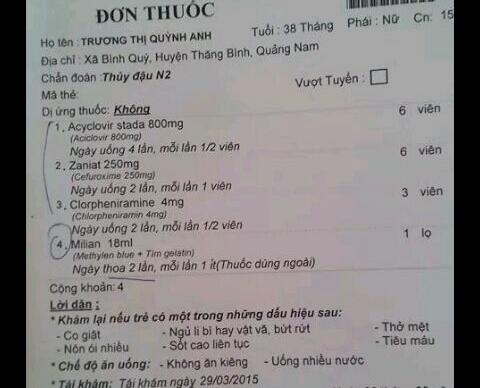 ĐƠN THUỐC
Họ tên : TRƯƠNG THỊ QUỲNH ANH Tuổi : 38 Tháng Phái : Nữ Cn: 15
Địa chỉ : Xã Bình Quý, Huyện Thăng Bình, Quảng Nam
Chẩn đoán : Thủy đậu N2 Vượt Tuyến :
Mã thẻ:
Dị ứng thuốc: Không
1, Acyclovir stada 800mg 6 viên
(Aciclovir 800mg)
Ngày uống 4 lần, mỗi lần 1/2 viên
2, Zaniat 250mg 6 viên
(Cefuroxime 250mg)
Ngày uống 2 lần, mỗi lần 1 viên
3, Clorpheniramine 4mg 3 viên
(Chlorpheniramin 4mg)
Ngày uống 2 lần, mỗi lần 1/2 viên
4, Milian 18ml 1 lọ
(Methylen blue + Tim gelatin)
Ngày thoa 2 lần, mỗi lần 1 ít(Thuốc dùng ngoài)
Cộng khoản: 4
Lời dặn :
* Khám lại nếu trẻ có một trong những dấu hiệu sau:
- Co giật - Ngủ li bì hay vật vã, bứt rứt - Thở mệt
- Nôn ói nhiều - Sốt cao liên tục - Tiêu máu
* Chế độ ăn uống: - Không ăn kiêng - Uống nhiều nước
* Tái khám: Tái khám ngày 29/03/2015